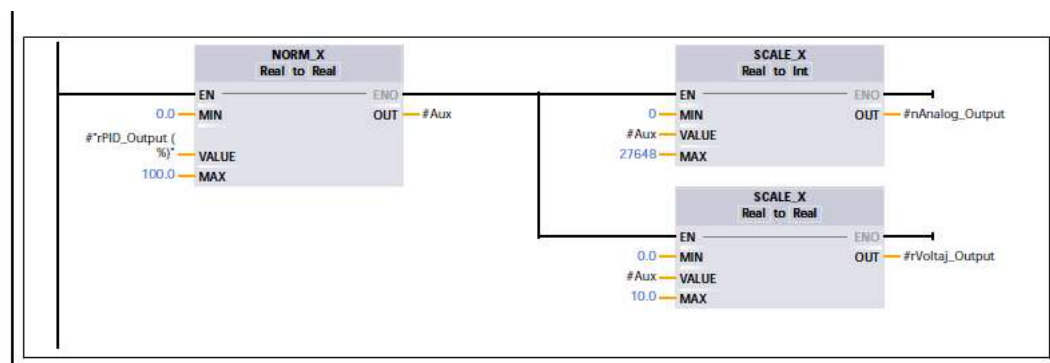 NORM_X
Real to Real
EN
ENO
0.0
MIN
OUT
#Aux
#"rPID_Output (
%)"
VALUE
100.0
MAX
SCALE_X
Real to Int
EN
ENO
0
MIN
OUT
#nAnalog_Output
#Aux
VALUE
27648
MAX
SCALE_X
Real to Real
EN
ENO
0.0
MIN
OUT
#rVoltaj_Output
#Aux
VALUE
10.0
MAX